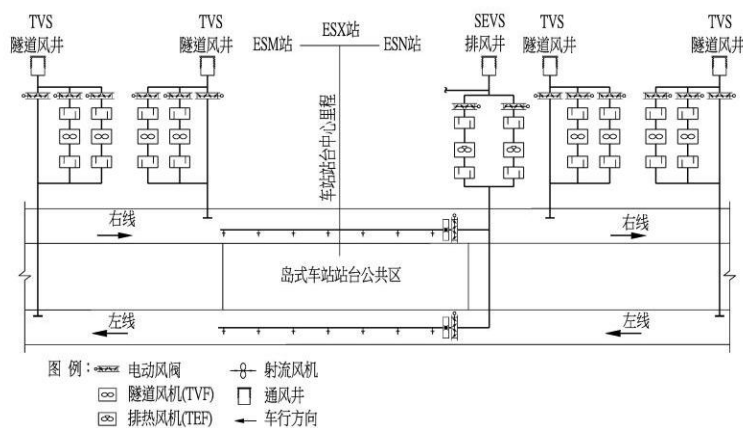 TVS
隧道风井
TVS
隧道风井
ESX站
ESM站
ESN站
SEVS
排风井
TVS
隧道风井
TVS
隧道风井
车站站台中心里程
右线
右线
岛式车站站台公共区
左线
左线
图 例：
电动风阀
射流风机
隧道风机(TVF)
通风井
排热风机(TEF)
车行方向